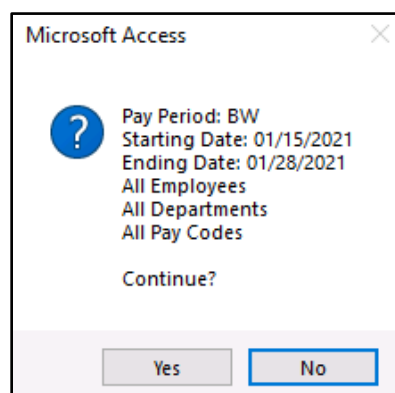 Microsoft Access
?
Pay Period: BW
Starting Date: 01/15/2021
Ending Date: 01/28/2021
All Employees
All Departments
All Pay Codes
Continue?
Yes
No